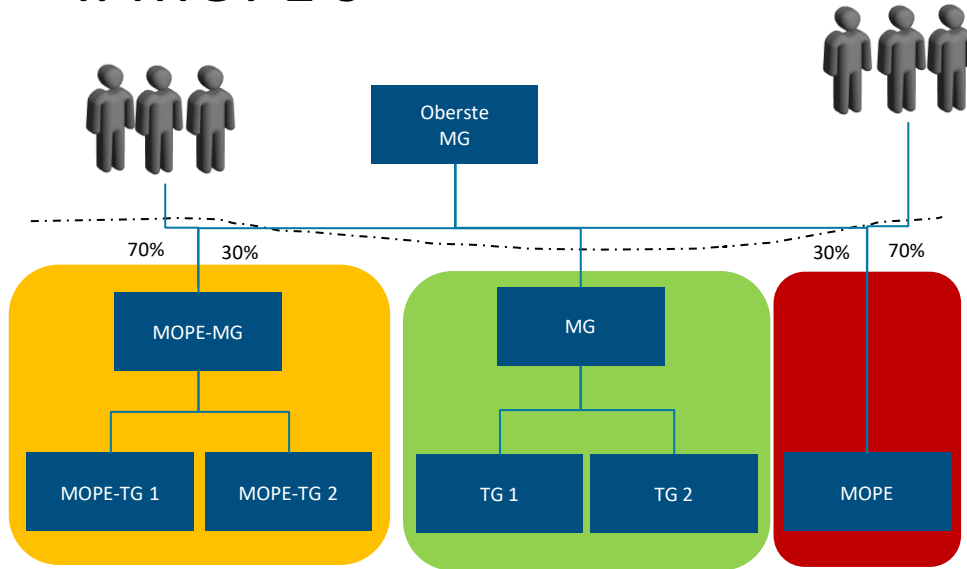 Oberste
MG
70%
30%
30%
70%
MOPE-MG
MG
MOPE-TG 1
MOPE-TG 2
TG 1
TG 2
MOPE